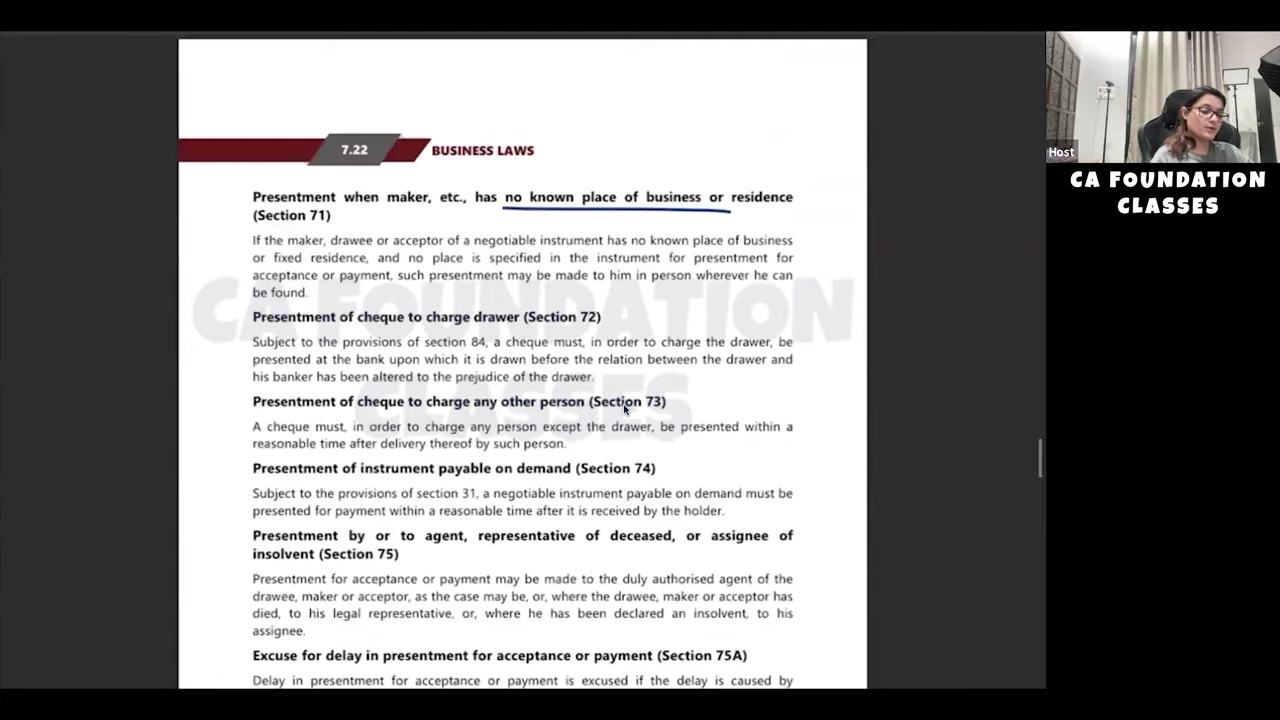 7.22 BUSINESS LAWS
Presentment when maker, etc., has no known place of business or residence
(Section 71)
If the maker, drawee or acceptor of a negotiable instrument has no known place of business
or fixed residence, and no place is specified in the instrument for presentment for
acceptance or payment, such presentment may be made to him in person wherever he can
be found.
Presentment of cheque to charge drawer (Section 72)
Subject to the provisions of section 84, a cheque must, in order to charge the drawer, be
presented at the bank upon which it is drawn before the relation between the drawer and
his banker has been altered to the prejudice of the drawer.
Presentment of cheque to charge any other person (Section 73)
A cheque must, in order to charge any person except the drawer, be presented within a
reasonable time after delivery thereof by such person.
Presentment of instrument payable on demand (Section 74)
Subject to the provisions of section 31, a negotiable instrument payable on demand must be
presented for payment within a reasonable time after it is received by the holder.
Presentment by or to agent, representative of deceased, or assignee of
insolvent (Section 75)
Presentment for acceptance or payment may be made to the duly authorised agent of the
drawee, maker or acceptor, as the case may be, or, where the drawee, maker or acceptor has
died, to his legal representative, or, where he has been declared an insolvent, to his
assignee.
Excuse for delay in presentment for acceptance or payment (Section 75A)
Delay in presentment for acceptance or payment is excused if the delay is caused by
CA FOUNDATION
CLASSES
Host
CA FOUNDATION
CLASSES